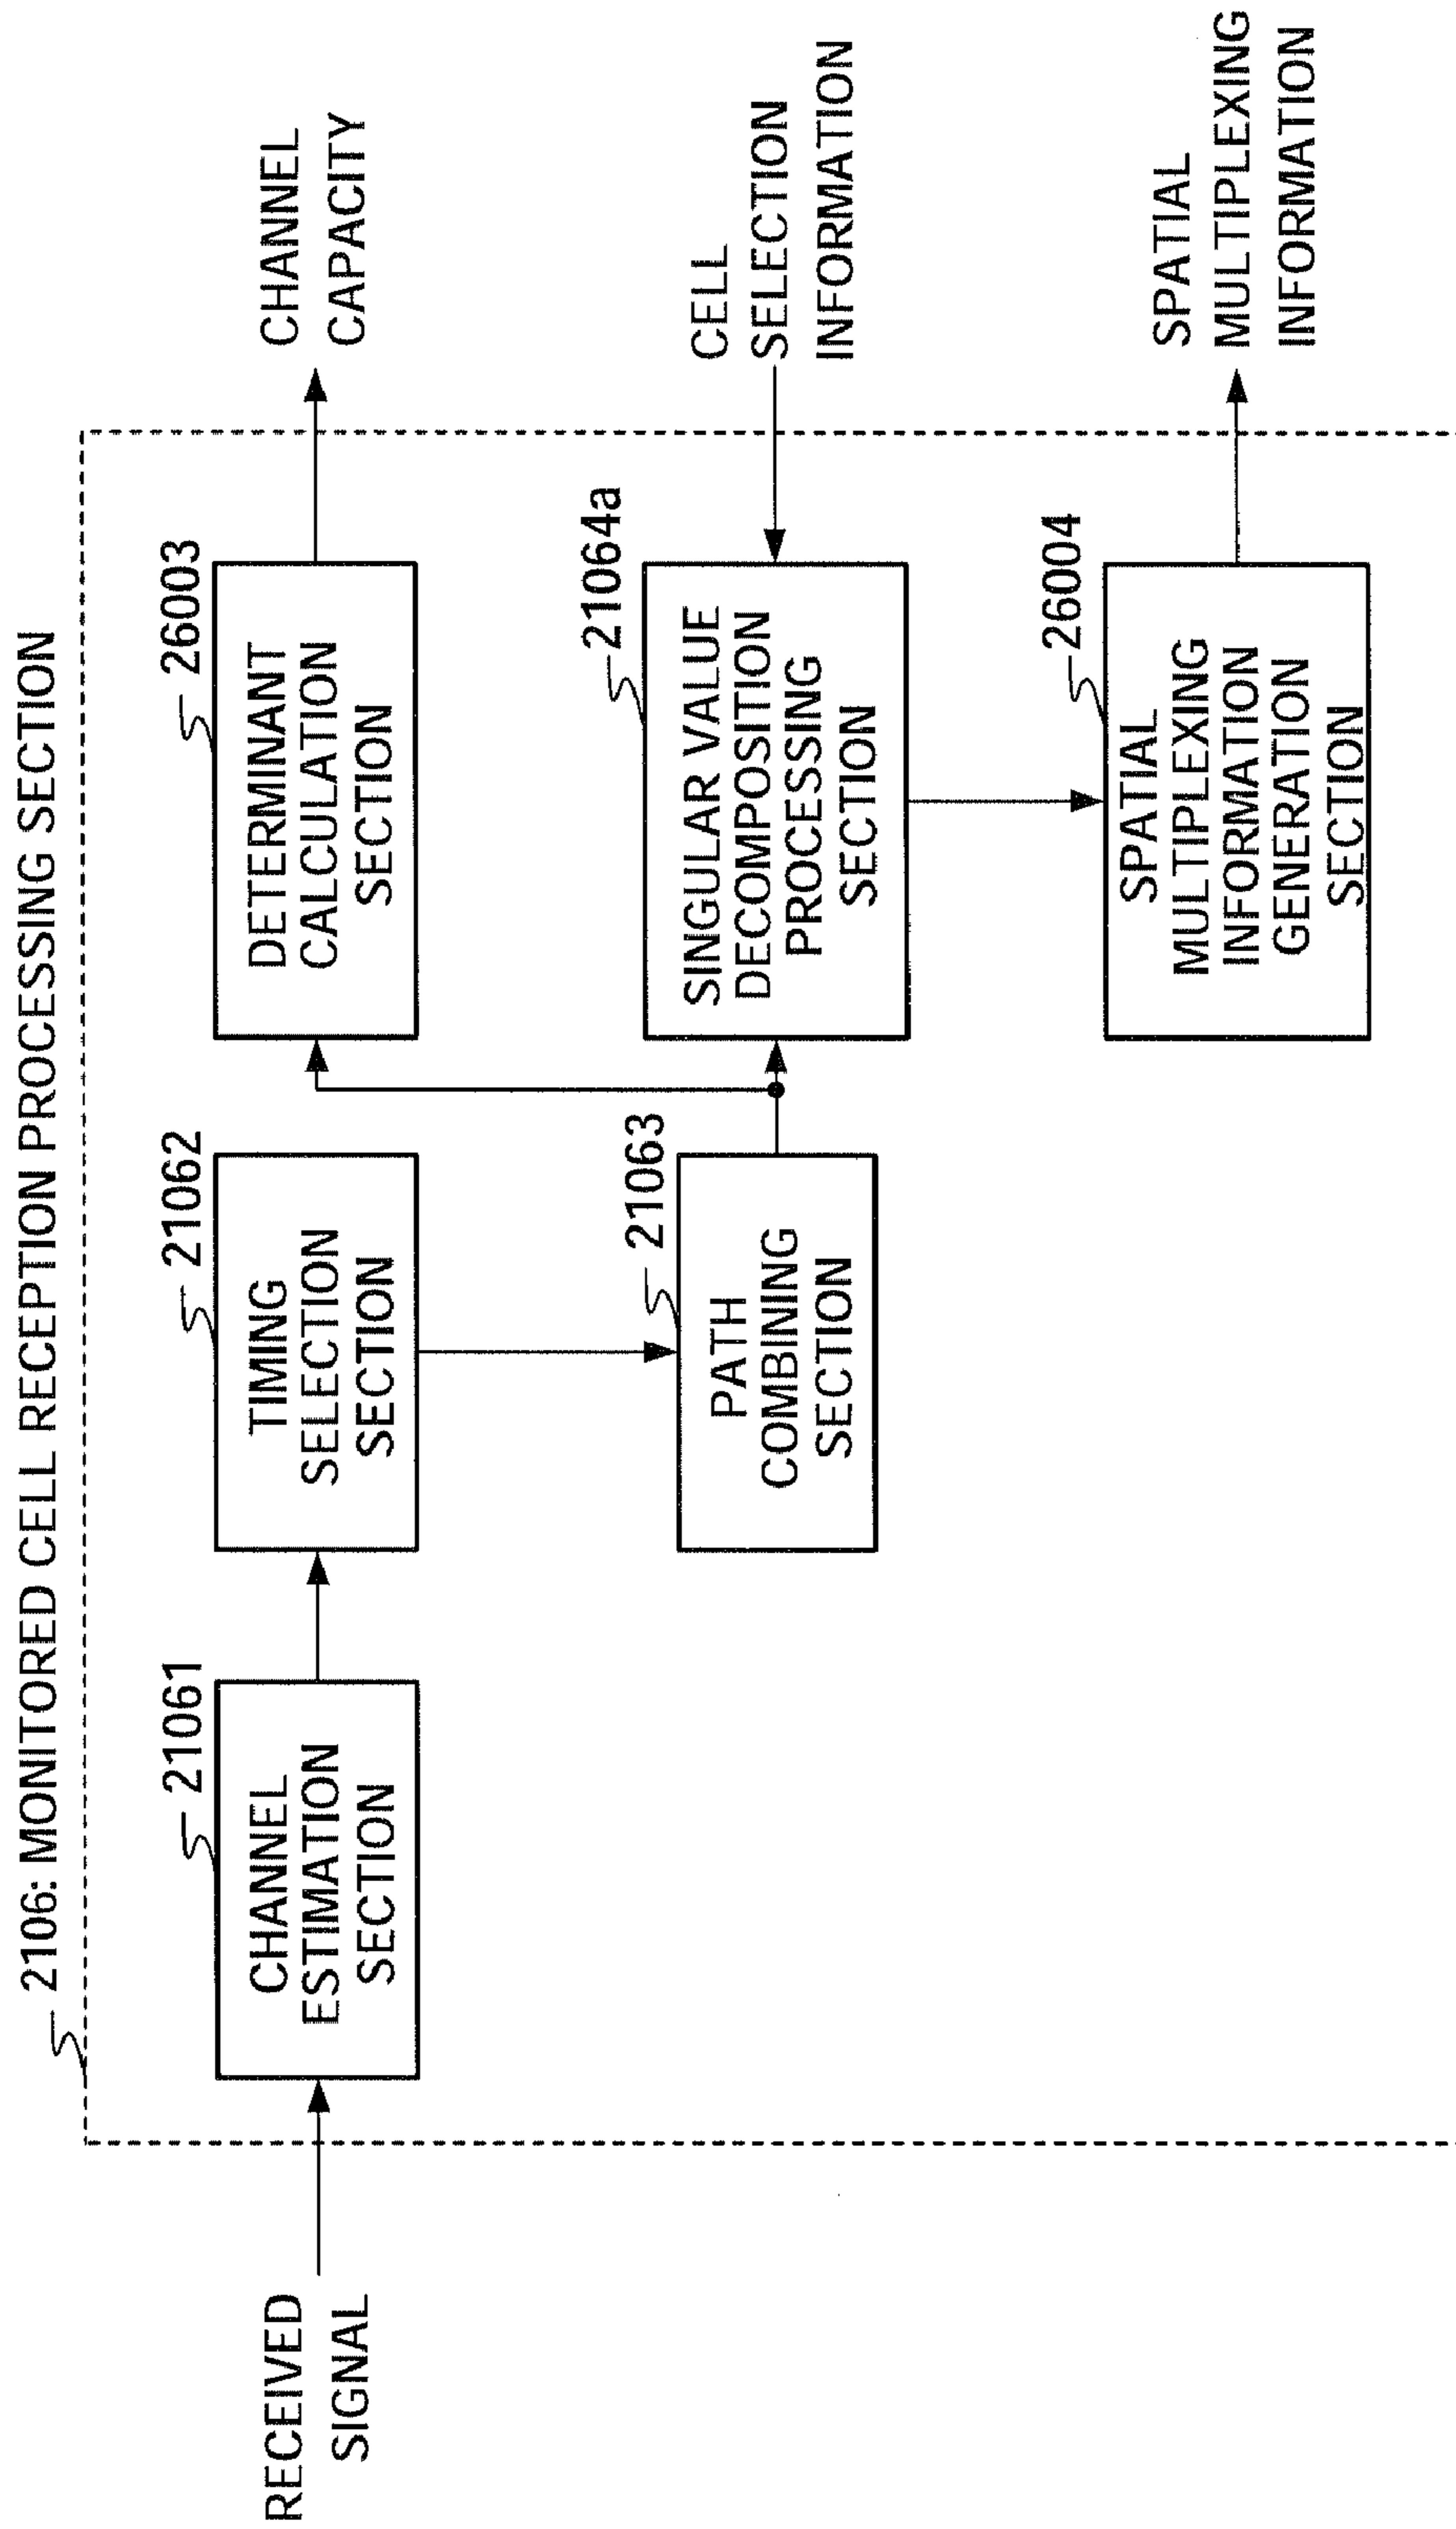 2106: MONITORED CELL RECEPTION PROCESSING SECTION
RECEIVED
SIGNAL
21061
CHANNEL
ESTIMATION
SECTION
21062
TIMING
SELECTION
SECTION
21063
PATH
COMBINING
SECTION
26003
DETERMINANT
CALCULATION
SECTION
CHANNEL
CAPACITY
21064a
SINGULAR VALUE
DECOMPOSITION
PROCESSING
SECTION
CELL
SELECTION
INFORMATION
26004
SPATIAL
MULTIPLEXING
INFORMATION
GENERATION
SECTION
SPATIAL
MULTIPLEXING
INFORMATION